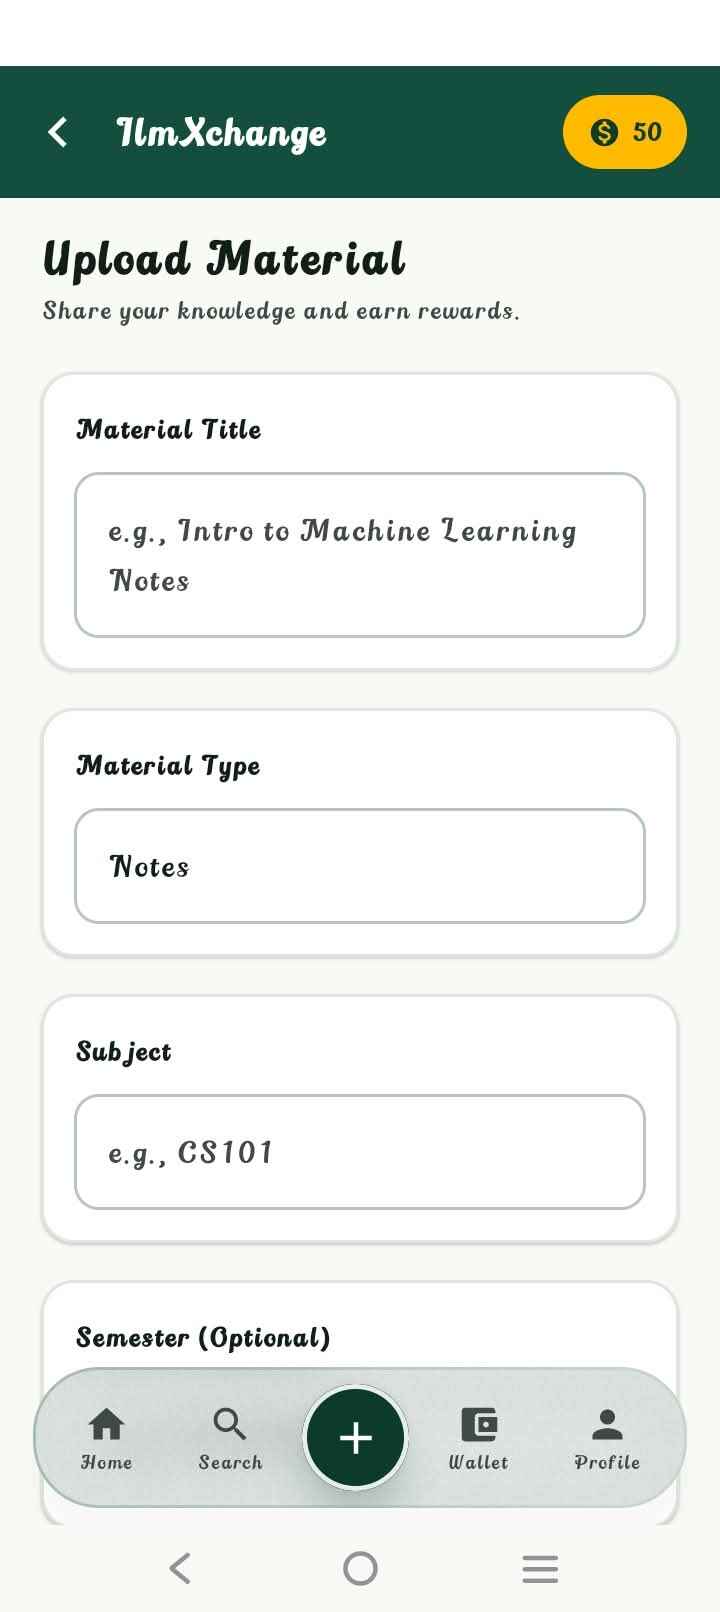 IlmXchange
50
Upload Material
Share your knowledge and earn rewards.
Material Title
e.g., Intro to Machine Learning
Notes
Material Type
Notes
Subject
e.g., CS101
Semester (Optional)
Home
Search
Wallet
Profile